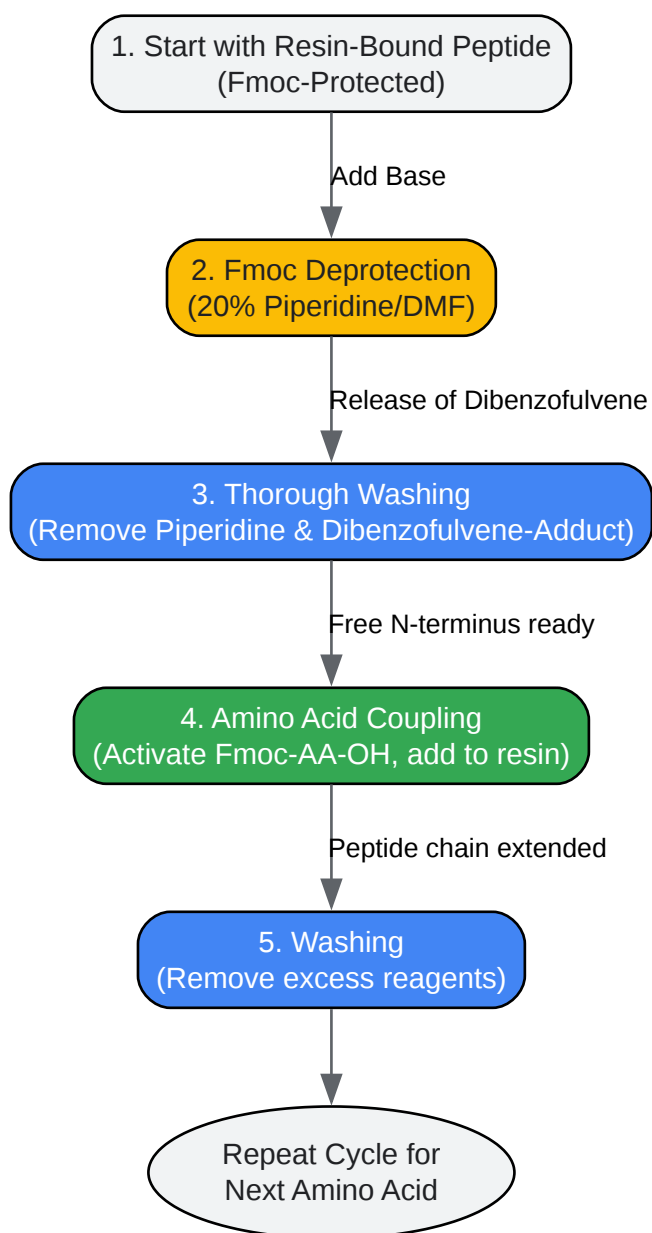 1. Start with Resin-Bound Peptide
(Fmoc-Protected)
Add Base
2. Fmoc Deprotection
(20% Piperidine/DMF)
Release of Dibenzofulvene
3. Thorough Washing
(Remove Piperidine & Dibenzofulvene-Adduct)
Free N-terminus ready
4. Amino Acid Coupling
(Activate Fmoc-AA-OH, add to resin)
Peptide chain extended
5. Washing
(Remove excess reagents)
Repeat Cycle for
Next Amino Acid